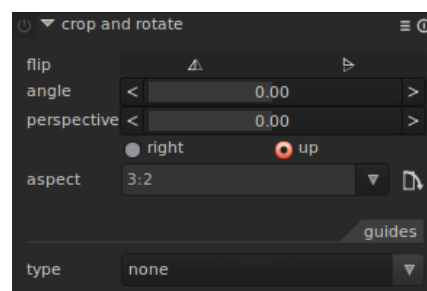 crop and rotate
flip
angle < 0.00 >
perspective < 0.00 >
right up
aspect 3:2
guides
type none